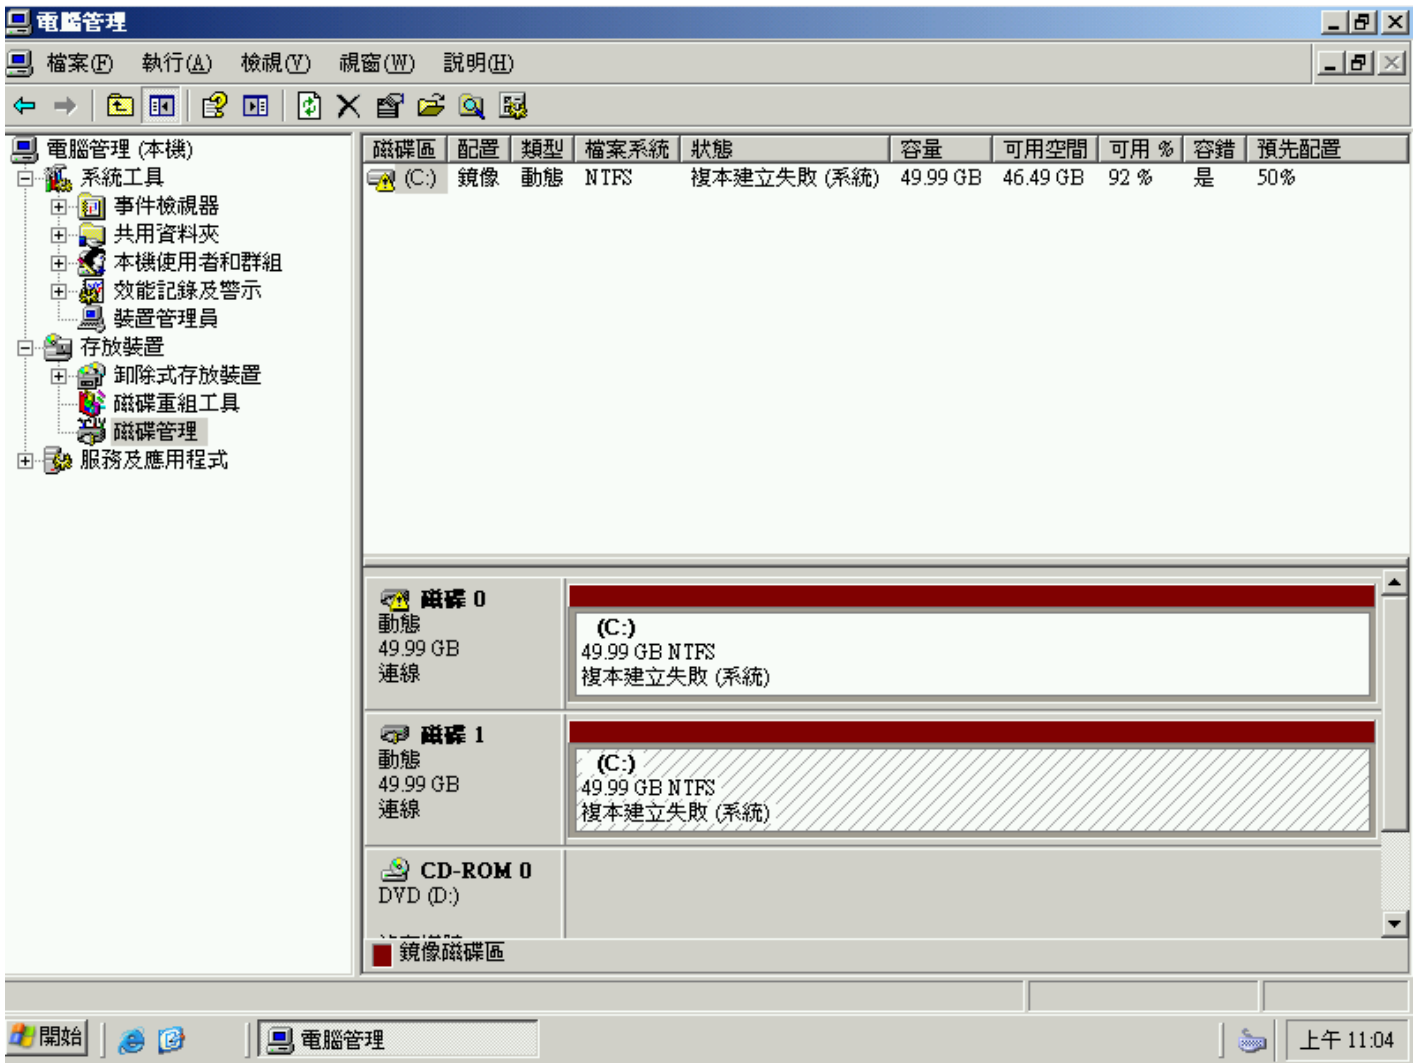 電腦管理
檔案(F) 執行(A) 檢視(V) 視窗(W) 說明(H)
電腦管理 (本機)
系統工具
事件檢視器
共用資料夾
本機使用者和群組
效能記錄及警示
裝置管理員
存放裝置
卸除式存放裝置
磁碟重組工具
磁碟管理
服務及應用程式
磁碟區 配置 類型 檔案系統 狀態 容量 可用空間 可用 % 容錯 預先配置
(C:) 鏡像 動態 NTFS 複本建立失敗 (系統) 49.99 GB 46.49 GB 92 % 是 50%
磁碟 0
動態
49.99 GB
連線
(C:)
49.99 GB NTFS
複本建立失敗 (系統)
磁碟 1
動態
49.99 GB
連線
(C:)
49.99 GB NTFS
複本建立失敗 (系統)
CD-ROM 0
DVD (D:)
鏡像磁碟區
開始 電腦管理 上午 11:04